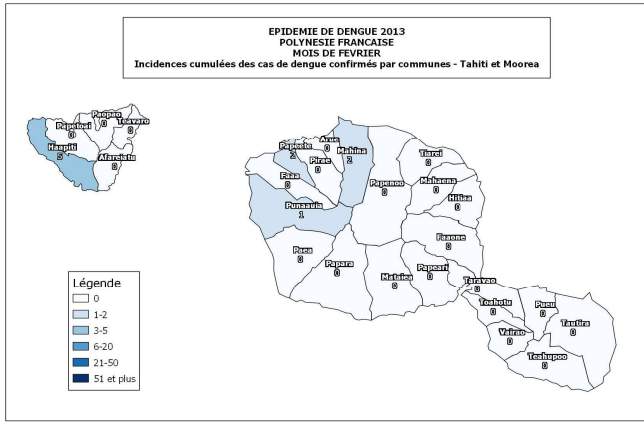 EPIDEMIE DE DENGUE 2013
POLYNESIE FRANCAISE
MOIS DE FEVRIER
Incidences cumulées des cas de dengue confirmés par communes - Tahiti et Moorea
Paopao
0
Teavaro
0
Papetoai
0
Haapiti
5
Afareiatu
0
Arue
0
Papeete
2
Mahina
2
Pirae
0
Tiarei
0
Faaa
0
Papenoo
0
Mahaena
0
Hitiaa
0
Punaavia
1
Faaone
0
Paea
0
Papara
0
Mataiea
0
Papeari
0
Taravao
0
Toahotu
0
Pueu
0
Tautira
0
Vairao
0
Teahupoo
0
Légende
0
1-2
3-5
6-20
21-50
51 et plus